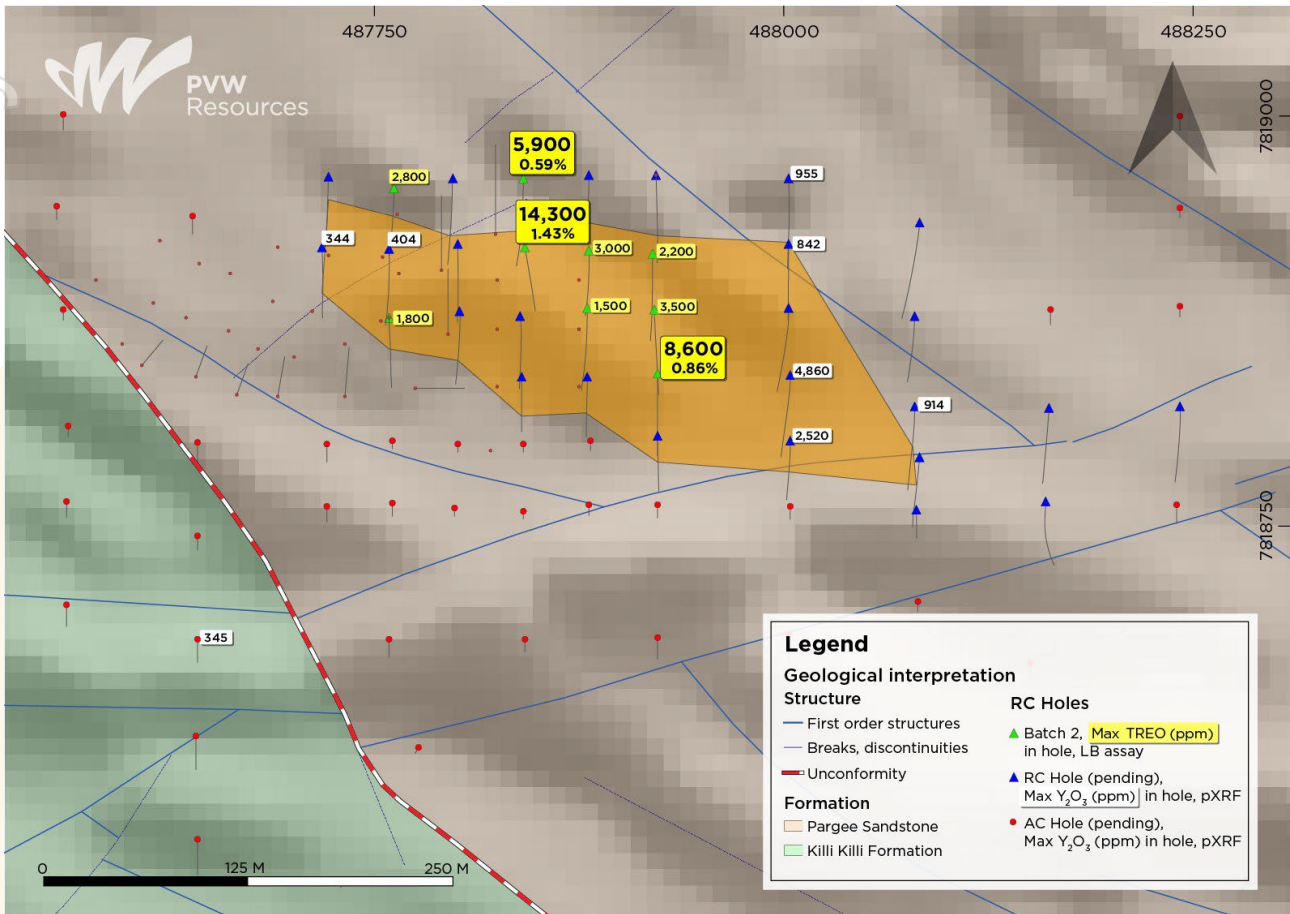 487750
488000
488250
PVW
Resources
7819000
5,900
0.59%
2,800
955
14,300
1.43%
344
404
3,000
2,200
842
1,800
1,500
3,500
8,600
0.86%
4,860
914
2,520
7818750
345
Legend
Geological interpretation
Structure
First order structures
Breaks, discontinuities
Unconformity
Formation
Pargee Sandstone
Killi Killi Formation
RC Holes
Batch 2, Max TREO (ppm)
in hole, LB assay
RC Hole (pending),
Max Y₂O₃ (ppm) in hole, pXRF
AC Hole (pending),
Max Y₂O₃ (ppm) in hole, pXRF
0
125 M
250 M